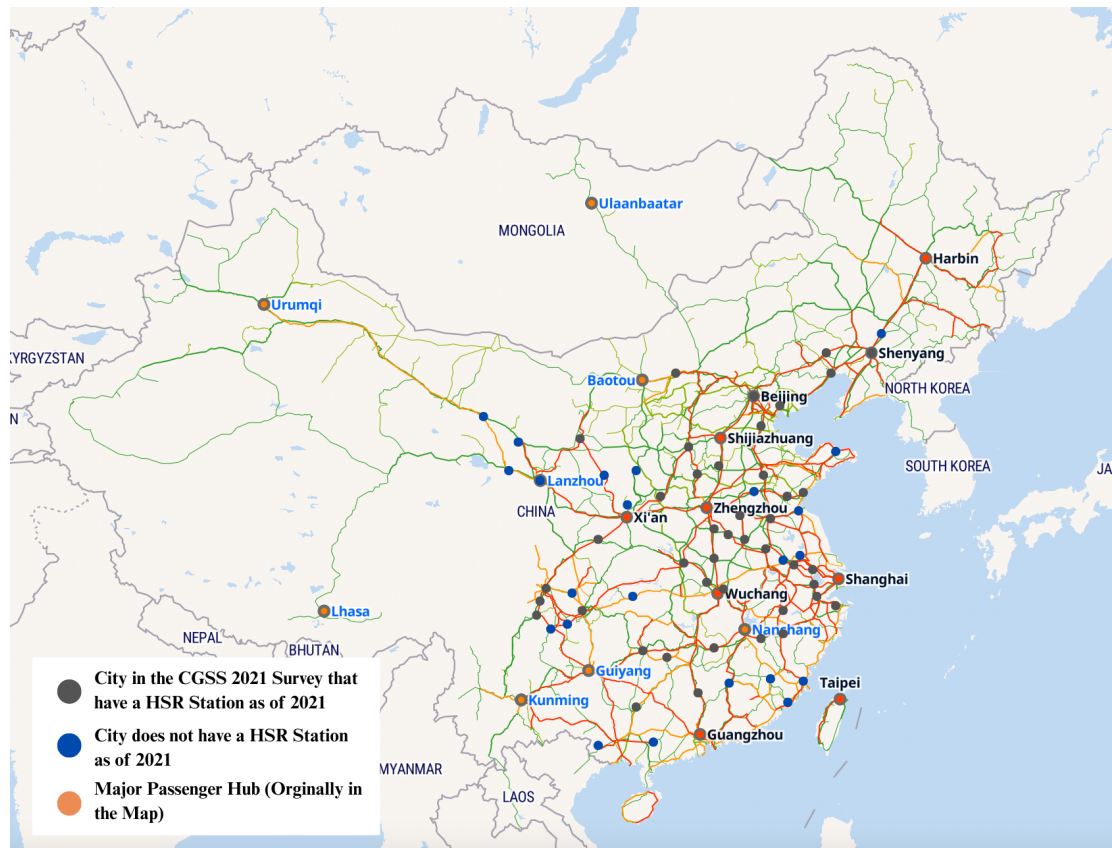 Ulaanbaatar
MONGOLIA
Harbin
Urumqi
KYRGYZSTAN
Shenyang
Baotou
NORTH KOREA
Beijing
N
Shijiazhuang
SOUTH KOREA
JA
Lanzhou
CHINA
Zhengzhou
Xi'an
Shanghai
Wuchang
Lhasa
Nanchang
NEPAL
BHUTAN
Guiyang
Taipei
Kunming
Guangzhou
MYANMAR
LAOS
City in the CGSS 2021 Survey that
have a HSR Station as of 2021
City does not have a HSR Station
as of 2021
Major Passenger Hub (Orginally in
the Map)